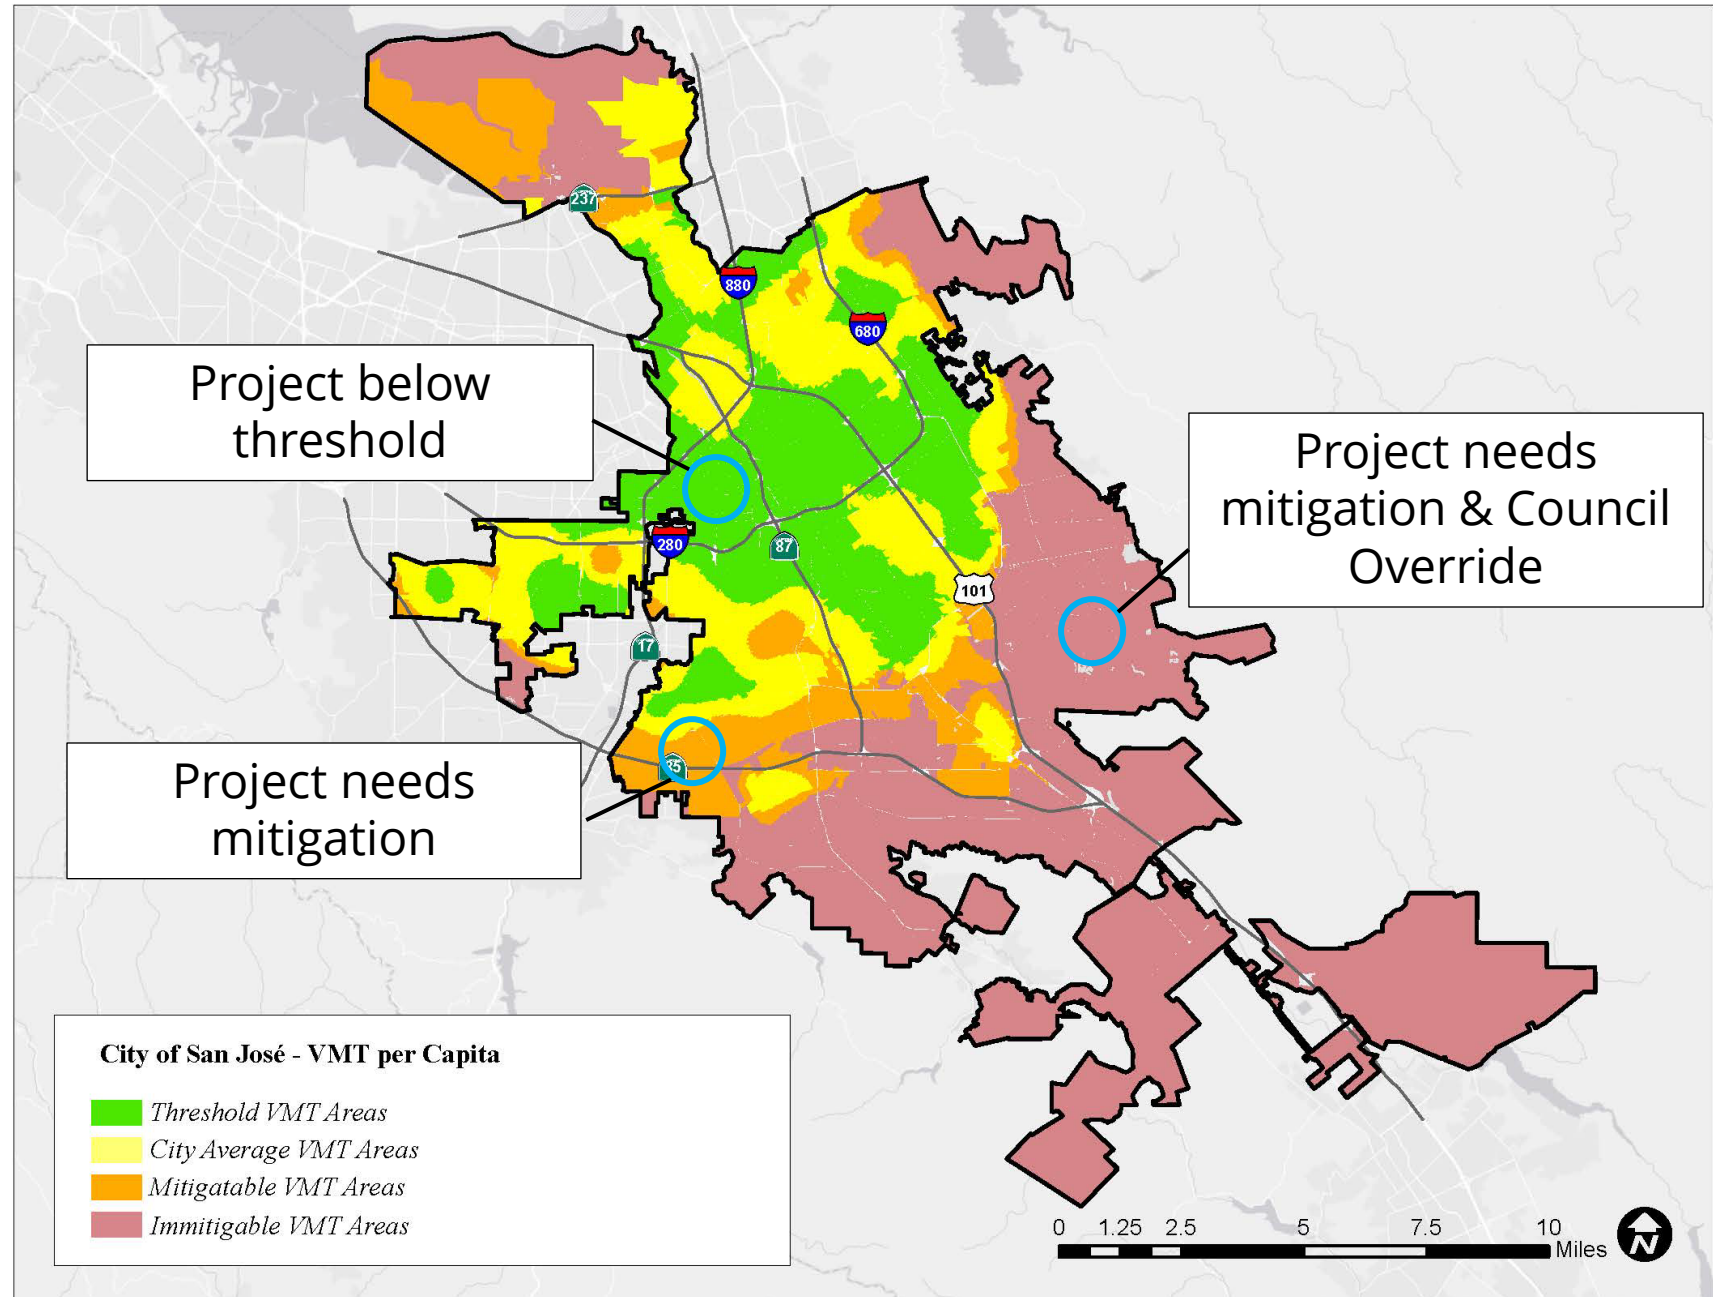 237
880
680
Project below
threshold
Project needs
mitigation & Council
Override
280
87
101
17
85
Project needs
mitigation
City of San José - VMT per Capita
Threshold VMT Areas
City Average VMT Areas
Mitigatable VMT Areas
Immitigable VMT Areas
0 1.25 2.5 5 7.5 10
Miles
N